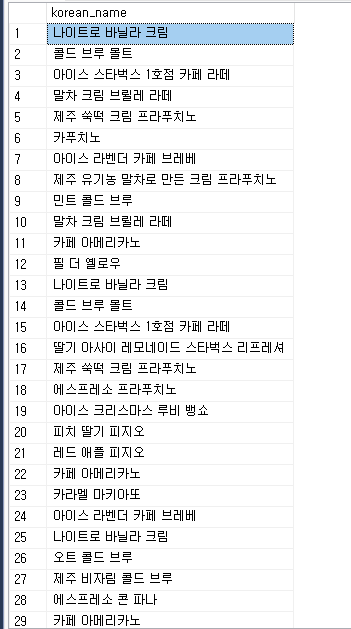 korean_name
1 나이트로 바닐라 크림
2 콜드 브루 몰트
3 아이스 스타벅스 1호점 카페 라떼
4 말차 크림 브륄레 라떼
5 제주 쑥떡 크림 프라푸치노
6 카푸치노
7 아이스 라벤더 카페 브레베
8 제주 유기농 말차로 만든 크림 프라푸치노
9 민트 콜드 브루
10 말차 크림 브륄레 라떼
11 카페 아메리카노
12 필 더 옐로우
13 나이트로 바닐라 크림
14 콜드 브루 몰트
15 아이스 스타벅스 1호점 카페 라떼
16 딸기 아사이 레모네이드 스타벅스 리프레셔
17 제주 쑥떡 크림 프라푸치노
18 에스프레소 프라푸치노
19 아이스 크리스마스 루비 뱅쇼
20 피치 딸기 피지오
21 레드 애플 피지오
22 카페 아메리카노
23 카라멜 마키아또
24 아이스 라벤더 카페 브레베
25 나이트로 바닐라 크림
26 오트 콜드 브루
27 제주 비자림 콜드 브루
28 에스프레소 콘 파나
29 카페 아메리카노